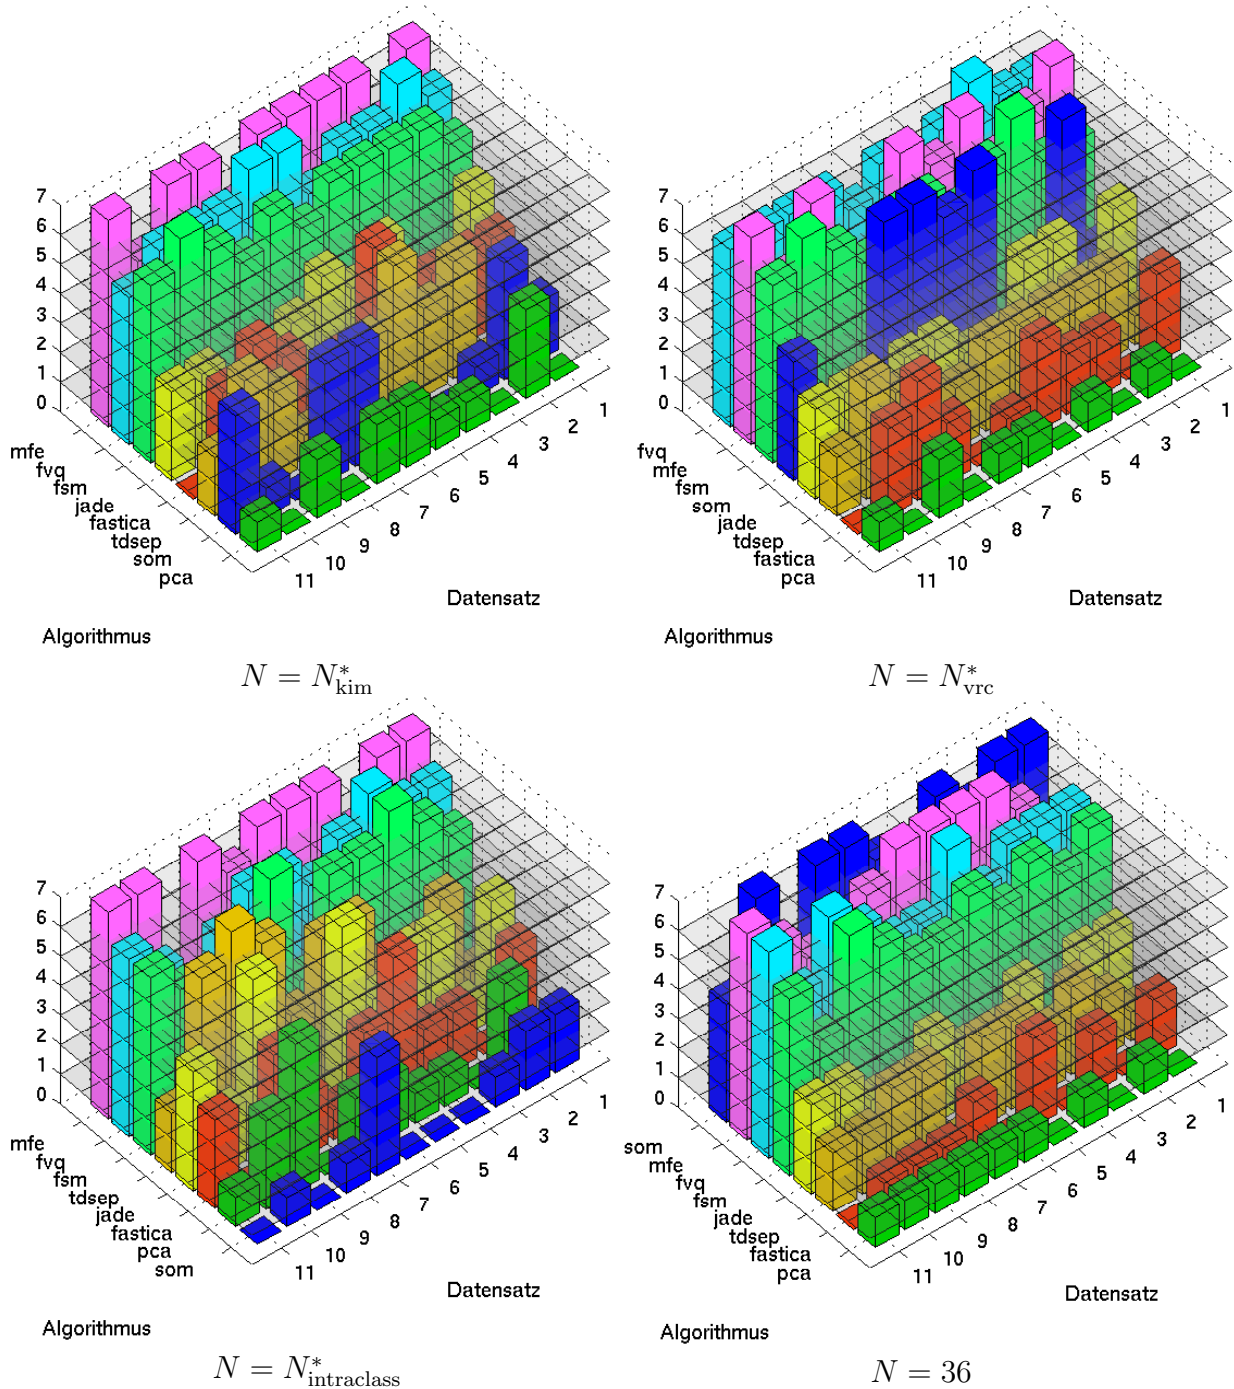 7
6
5
4
3
2
1
0
mfe
fvq
fsm
jade
fastica
tdsep
som
pca
11
10
9
8
7
6
5
4
3
2
1
Datensatz
Algorithmus
N = N*kim
7
6
5
4
3
2
1
0
fvq
mfe
fsm
som
jade
tdsep
fastica
pca
11
10
9
8
7
6
5
4
3
2
1
Datensatz
Algorithmus
N = N*vrc
7
6
5
4
3
2
1
0
mfe
fvq
fsm
tdsep
jade
fastica
pca
som
11
10
9
8
7
6
5
4
3
2
1
Datensatz
Algorithmus
N = N*intraclass
7
6
5
4
3
2
1
0
som
mfe
fvq
fsm
jade
tdsep
fastica
pca
11
10
9
8
7
6
5
4
3
2
1
Datensatz
Algorithmus
N = 36